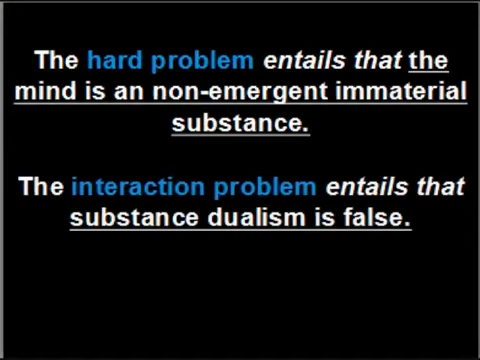 The hard problem entails that the
mind is an non-emergent immaterial
substance.
The interaction problem entails that
substance dualism is false.